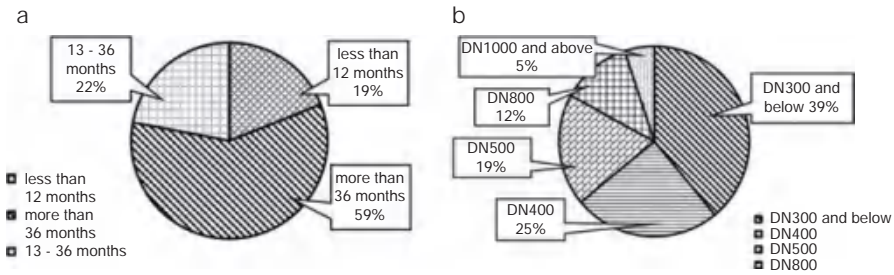 a
13 - 36
months
22%
less than
12 months
19%
more than
36 months
59%
less than
12 months
more than
36 months
13 - 36 months
b
DN1000 and above
5%
DN800
12%
DN500
19%
DN400
25%
DN300 and
below 39%
DN300 and below
DN400
DN500
DN800